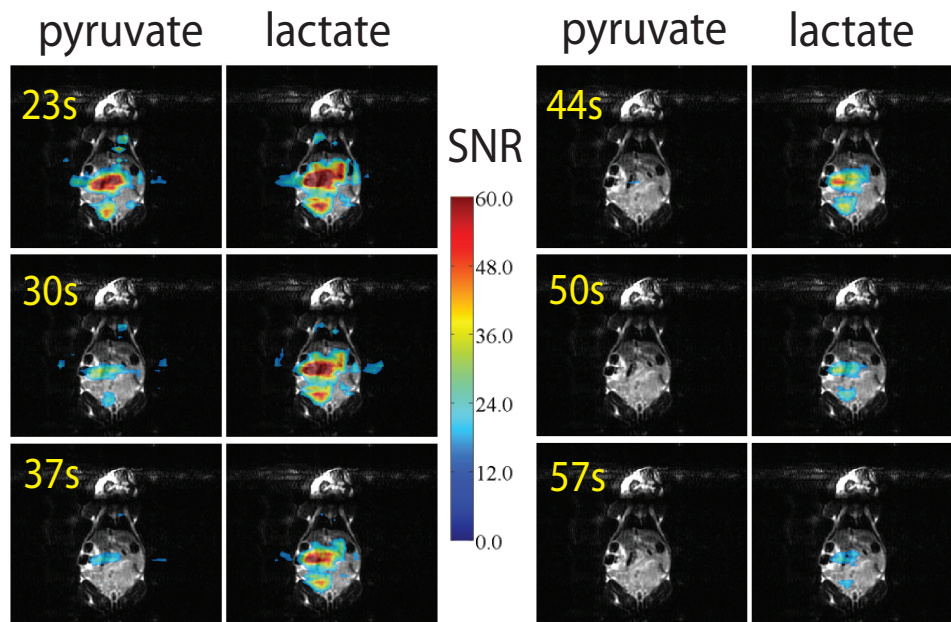 pyruvate lactate
pyruvate lactate
23s
44s
SNR
60.0
48.0
36.0
24.0
12.0
0.0
30s
50s
37s
57s